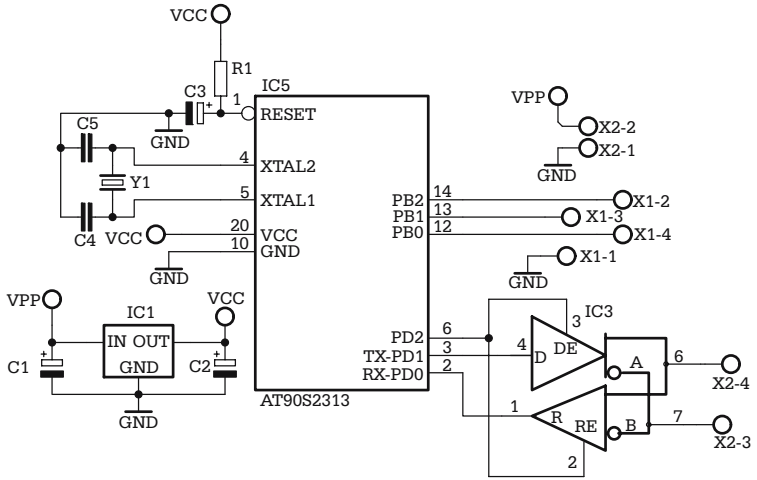 VCC
R1
C3
+
1
IC5
RESET
GND
C5
4
XTAL2
Y1
5
XTAL1
C4
VCC
20
VCC
10
GND
GND
VPP
X2-2
X2-1
GND
PB2
14
X1-2
PB1
13
X1-3
PB0
12
X1-4
X1-1
GND
VPP
IC1
VCC
IN OUT
GND
+
C1
+
C2
GND
PD2
6
TX-PD1
3
RX-PD0
2
AT90S2313
IC3
3
4
D
DE
A
6
X2-4
1
R
RE
B
7
X2-3
2